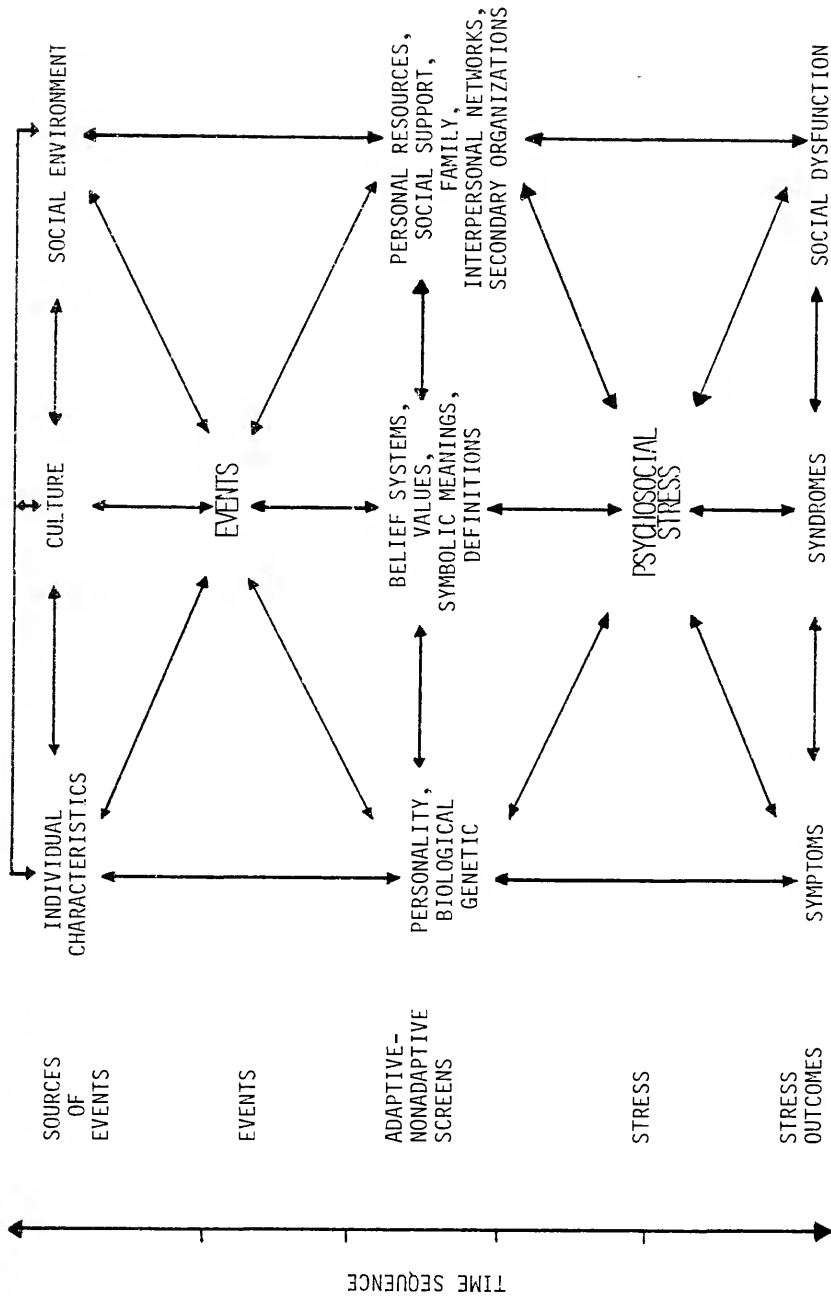 TIME SEQUENCE
SOURCES
OF
EVENTS
INDIVIDUAL
CHARACTERISTICS
CULTURE
SOCIAL ENVIRONMENT
EVENTS
EVENTS
ADAPTIVE-
NONADAPTIVE
SCREENS
PERSONALITY,
BIOLOGICAL
GENETIC
BELIEF SYSTEMS,
VALUES,
SYMBOLIC MEANINGS,
DEFINITIONS
PERSONAL RESOURCES,
SOCIAL SUPPORT,
FAMILY,
INTERPERSONAL NETWORKS,
SECONDARY ORGANIZATIONS
STRESS
PSYCHOSOCIAL
STRESS
STRESS
OUTCOMES
SYMPTOMS
SYNDROMES
SOCIAL DYSFUNCTION